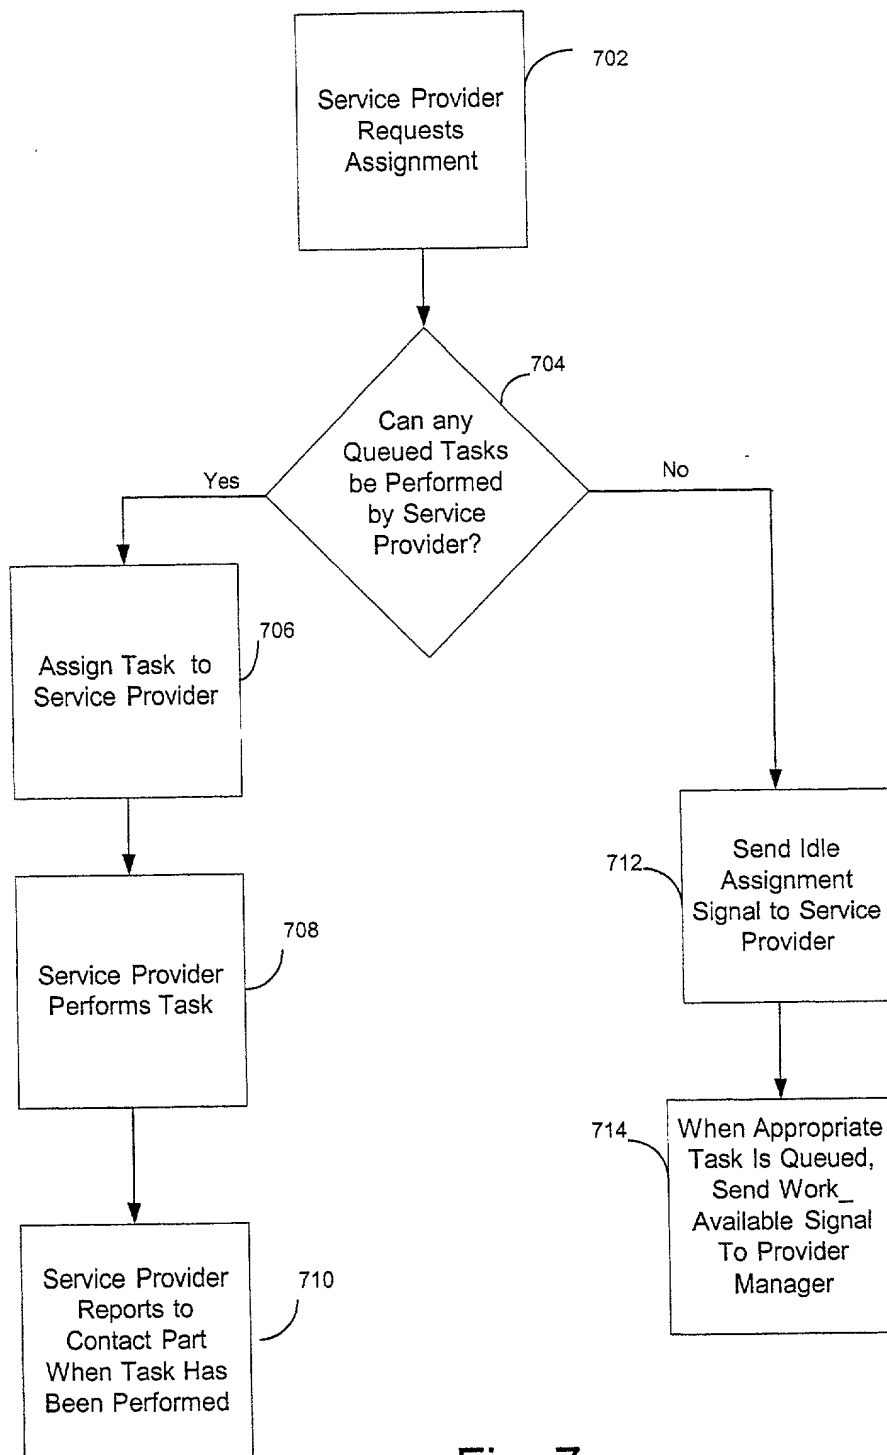 Service Provider
Requests
Assignment
702
Can any
Queued Tasks
be Performed
by Service
Provider?
704
Yes
No
Assign Task to
Service Provider
706
Service Provider
Performs Task
708
Service Provider
Reports to
Contact Part
When Task Has
Been Performed
710
712
Send Idle
Assignment
Signal to Service
Provider
714
When Appropriate
Task Is Queued,
Send Work_
Available Signal
To Provider
Manager